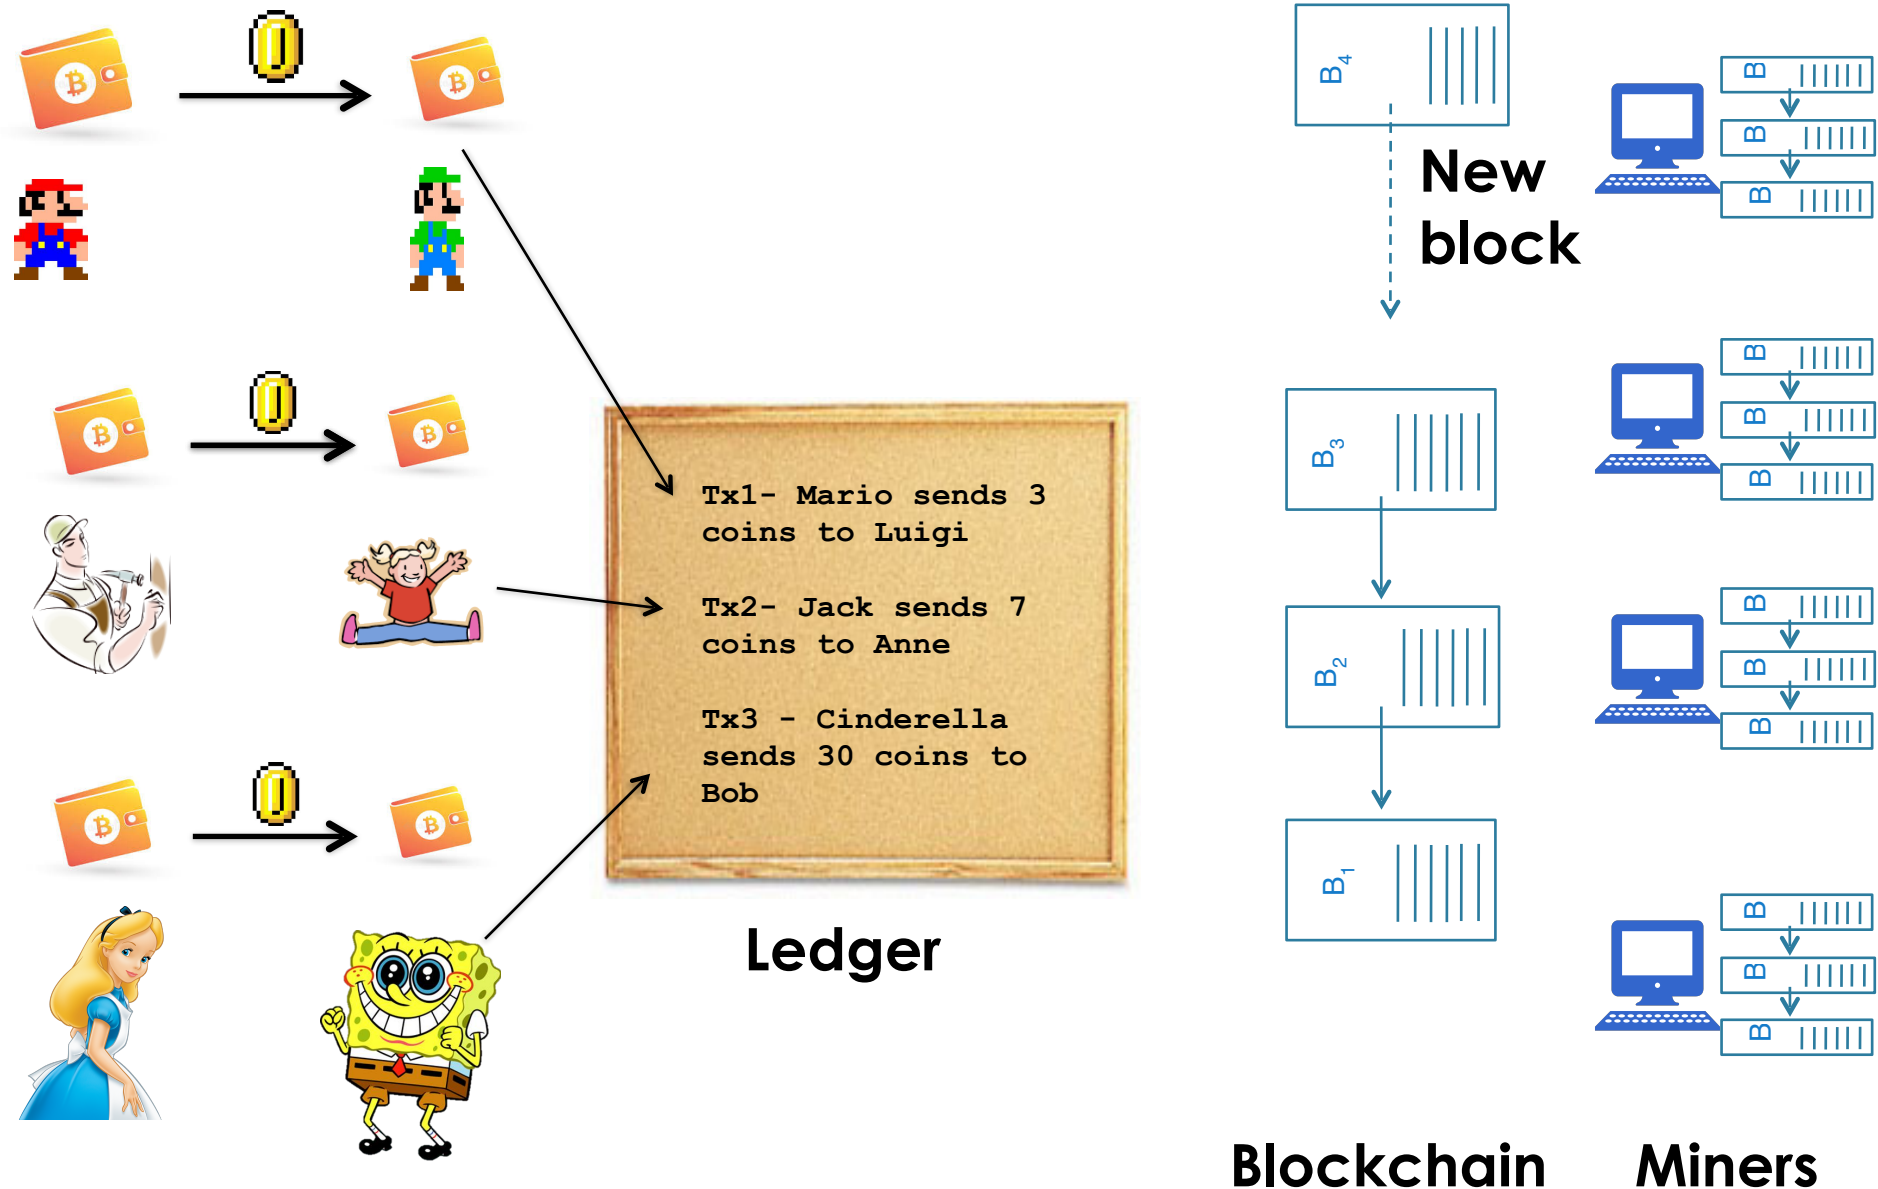 Tx1- Mario sends 3
coins to Luigi
Tx2- Jack sends 7
coins to Anne
Tx3 - Cinderella
sends 30 coins to
Bob
Ledger
B4
New
block
B3
B2
B1
Blockchain
B
B
B
B
B
B
B
B
B
B
B
B
Miners